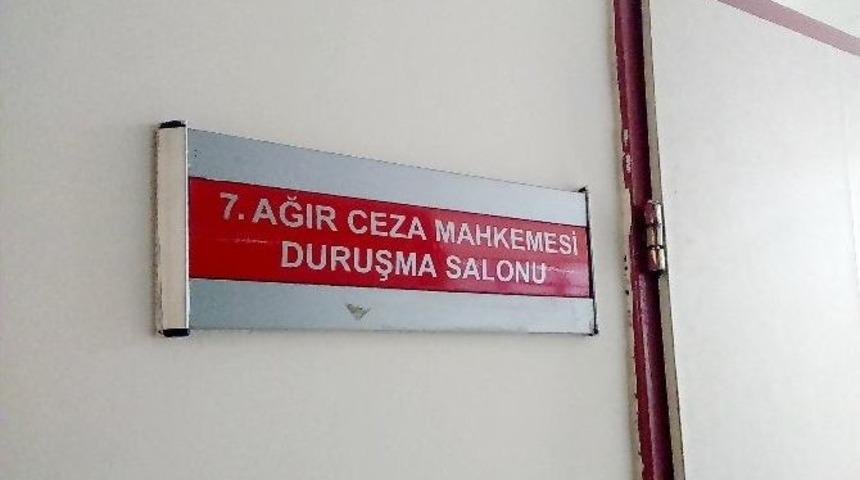 7. AĞIR CEZA MAHKEMESİ
DURUŞMA SALONU